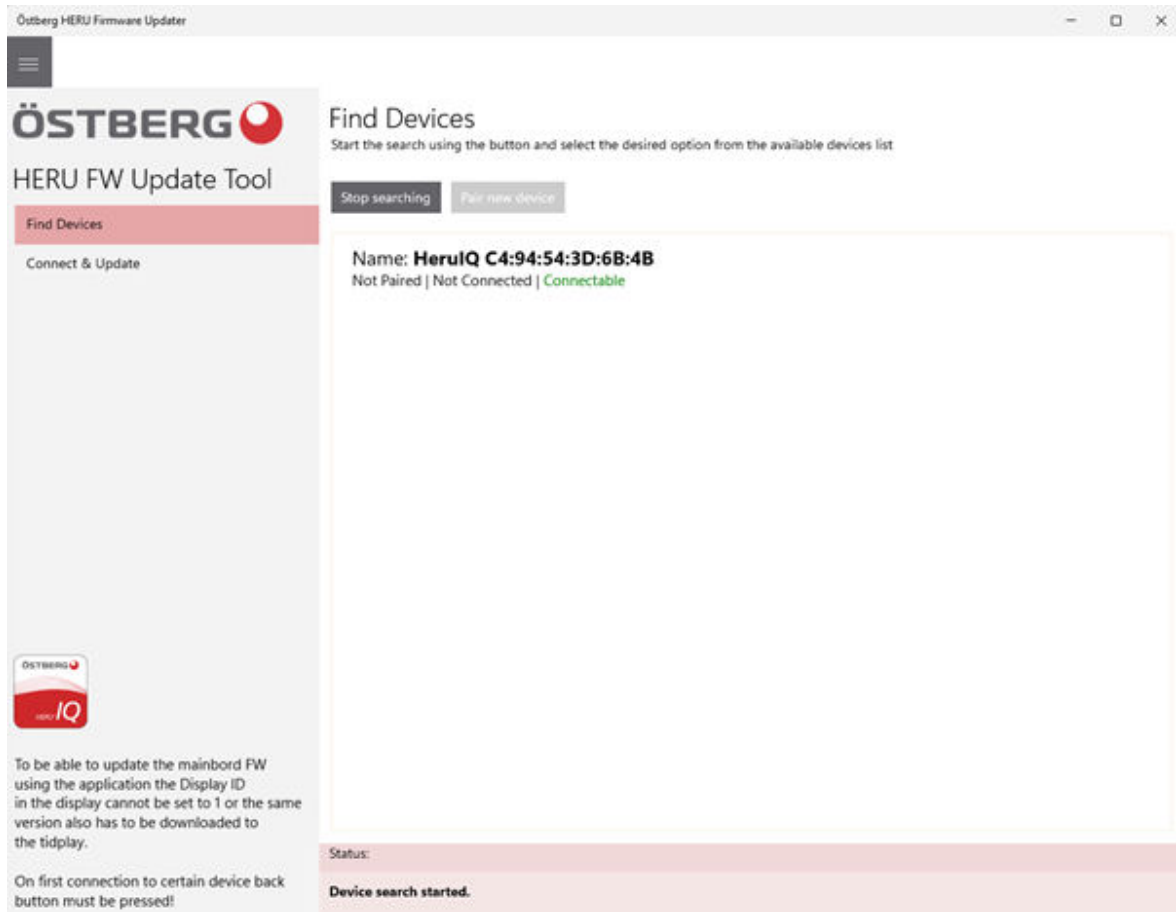 Östberg HERU Firmware Updater
ÖSTBERG
HERU FW Update Tool
Find Devices
Connect & Update
ÖSTBERG
HERU IQ
To be able to update the mainbord FW
using the application the Display ID
in the display cannot be set to 1 or the same
version also has to be downloaded to
the tidplay.
On first connection to certain device back
button must be pressed!
Find Devices
Start the search using the button and select the desired option from the available devices list
Stop searching
Pair new device
Name: HeruIQ C4:94:54:3D:6B:4B
Not Paired | Not Connected | Connectable
Status:
Device search started.